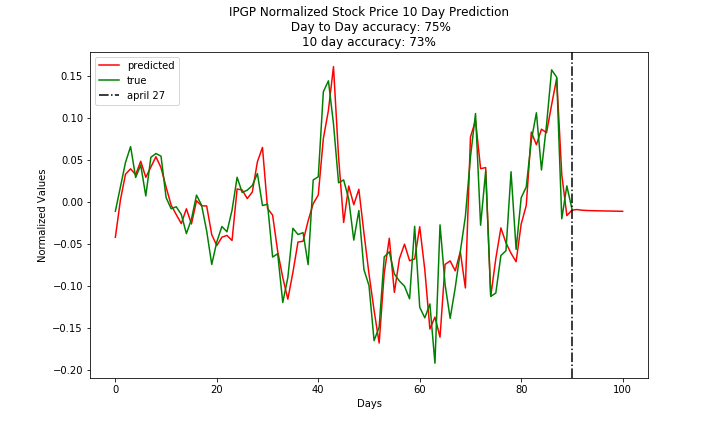 IPGP Normalized Stock Price 10 Day Prediction
Day to Day accuracy: 75%
10 day accuracy: 73%
predicted
true
april 27
0.15
0.10
0.05
0.00
−0.05
−0.10
−0.15
−0.20
Normalized Values
0 20 40 60 80 100
Days